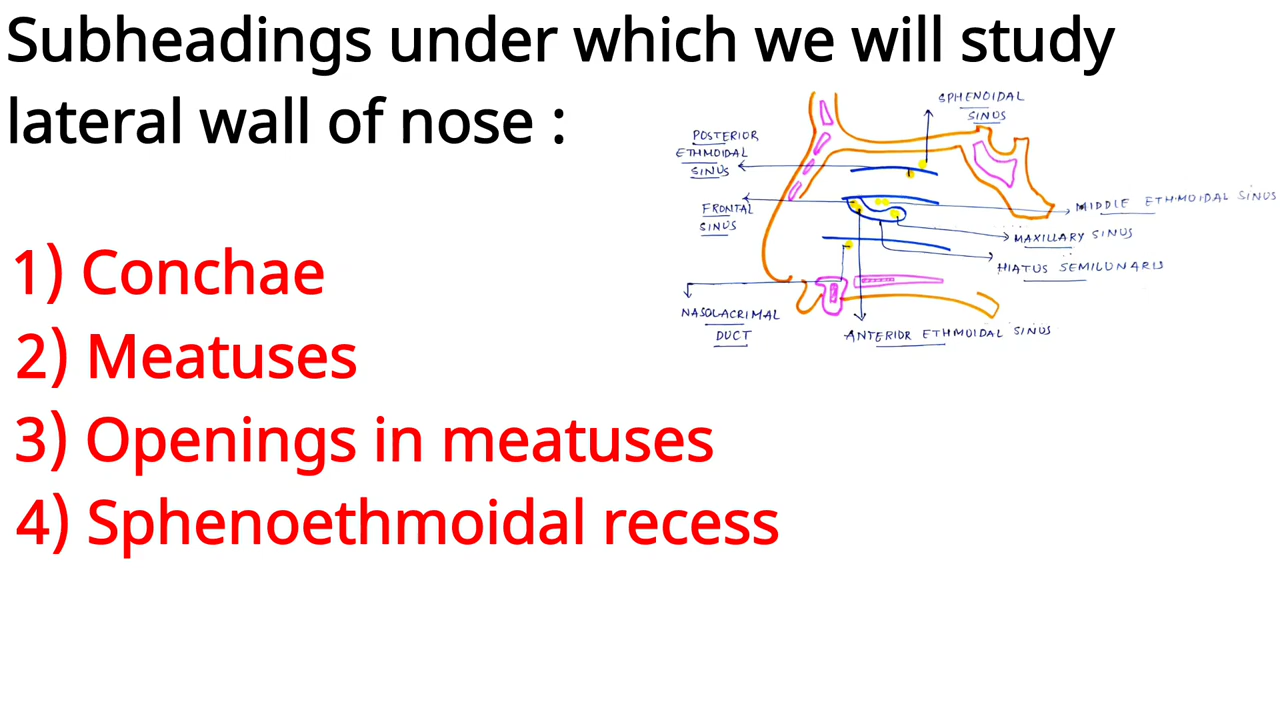 Subheadings under which we will study
lateral wall of nose :
1) Conchae
2) Meatuses
3) Openings in meatuses
4) Sphenoethmoidal recess
SPHENOIDAL
SINUS
POSTERIOR
ETHMOIDAL
SINUS
FRONTAL
SINUS
MIDDLE ETHMOIDAL SINUS
MAXILLARY SINUS
HIATUS SEMILUNARIS
NASOLACRIMAL
DUCT
ANTERIOR ETHMOIDAL SINUS